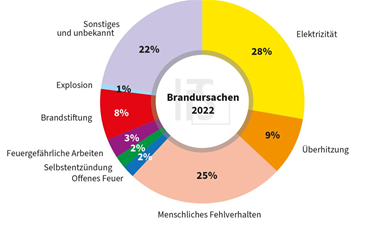 Sonstiges
und unbekannt
22%
Elektrizität
28%
Explosion
1%
Brandursachen
2022
Brandstiftung
8%
9%
Überhitzung
Feuergefährliche Arbeiten
3%
Selbstentzündung
2%
Offenes Feuer
2%
25%
Menschliches Fehlverhalten